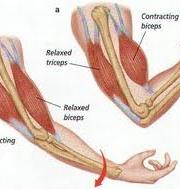 a
Contracting
biceps
Relaxed
triceps
Relaxed
biceps
cting